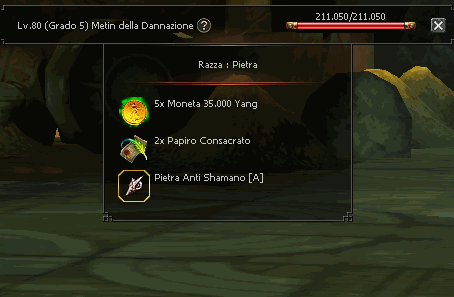 Lv.80 (Grado 5) Metin della Dannazione ?
211.050/211.050
Razza : Pietra
5x Moneta 35.000 Yang
2x Papiro Consacrato
Pietra Anti Shamano [A]